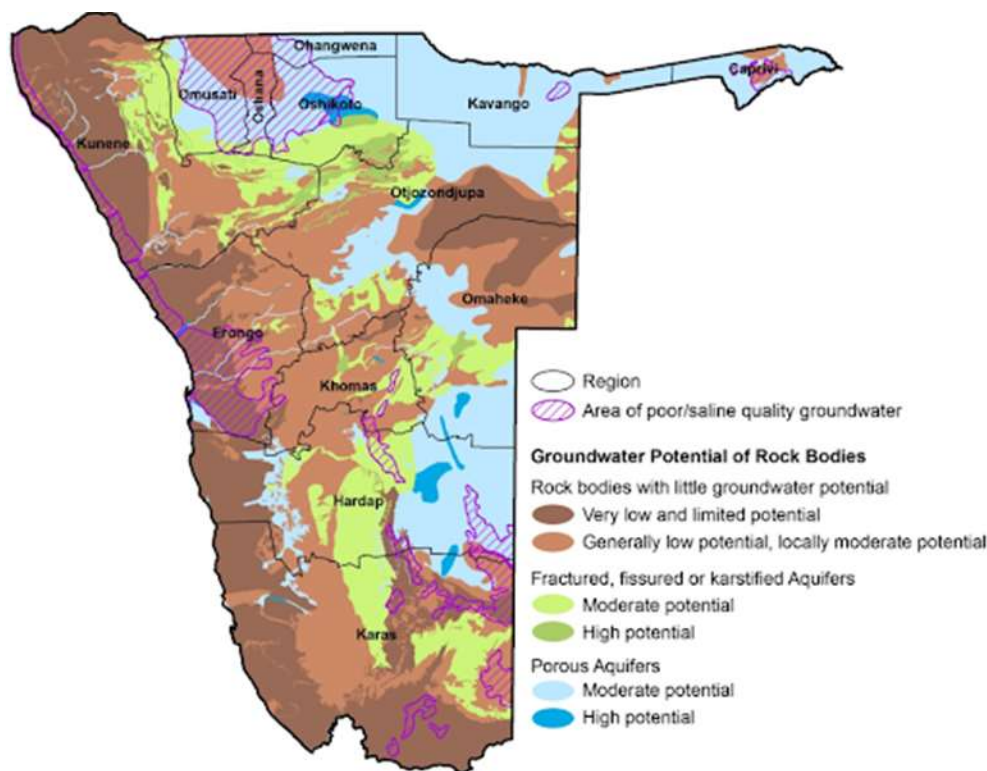 Ohangwena
Omusati
Oshana
Oshikoto
Kavango
Caprivi
Kunene
Otjozondjupa
Omaheke
Erongo
Khomas
Hardap
Karas
Region
Area of poor/saline quality groundwater
Groundwater Potential of Rock Bodies
Rock bodies with little groundwater potential
Very low and limited potential
Generally low potential, locally moderate potential
Fractured, fissured or karstified Aquifers
Moderate potential
High potential
Porous Aquifers
Moderate potential
High potential